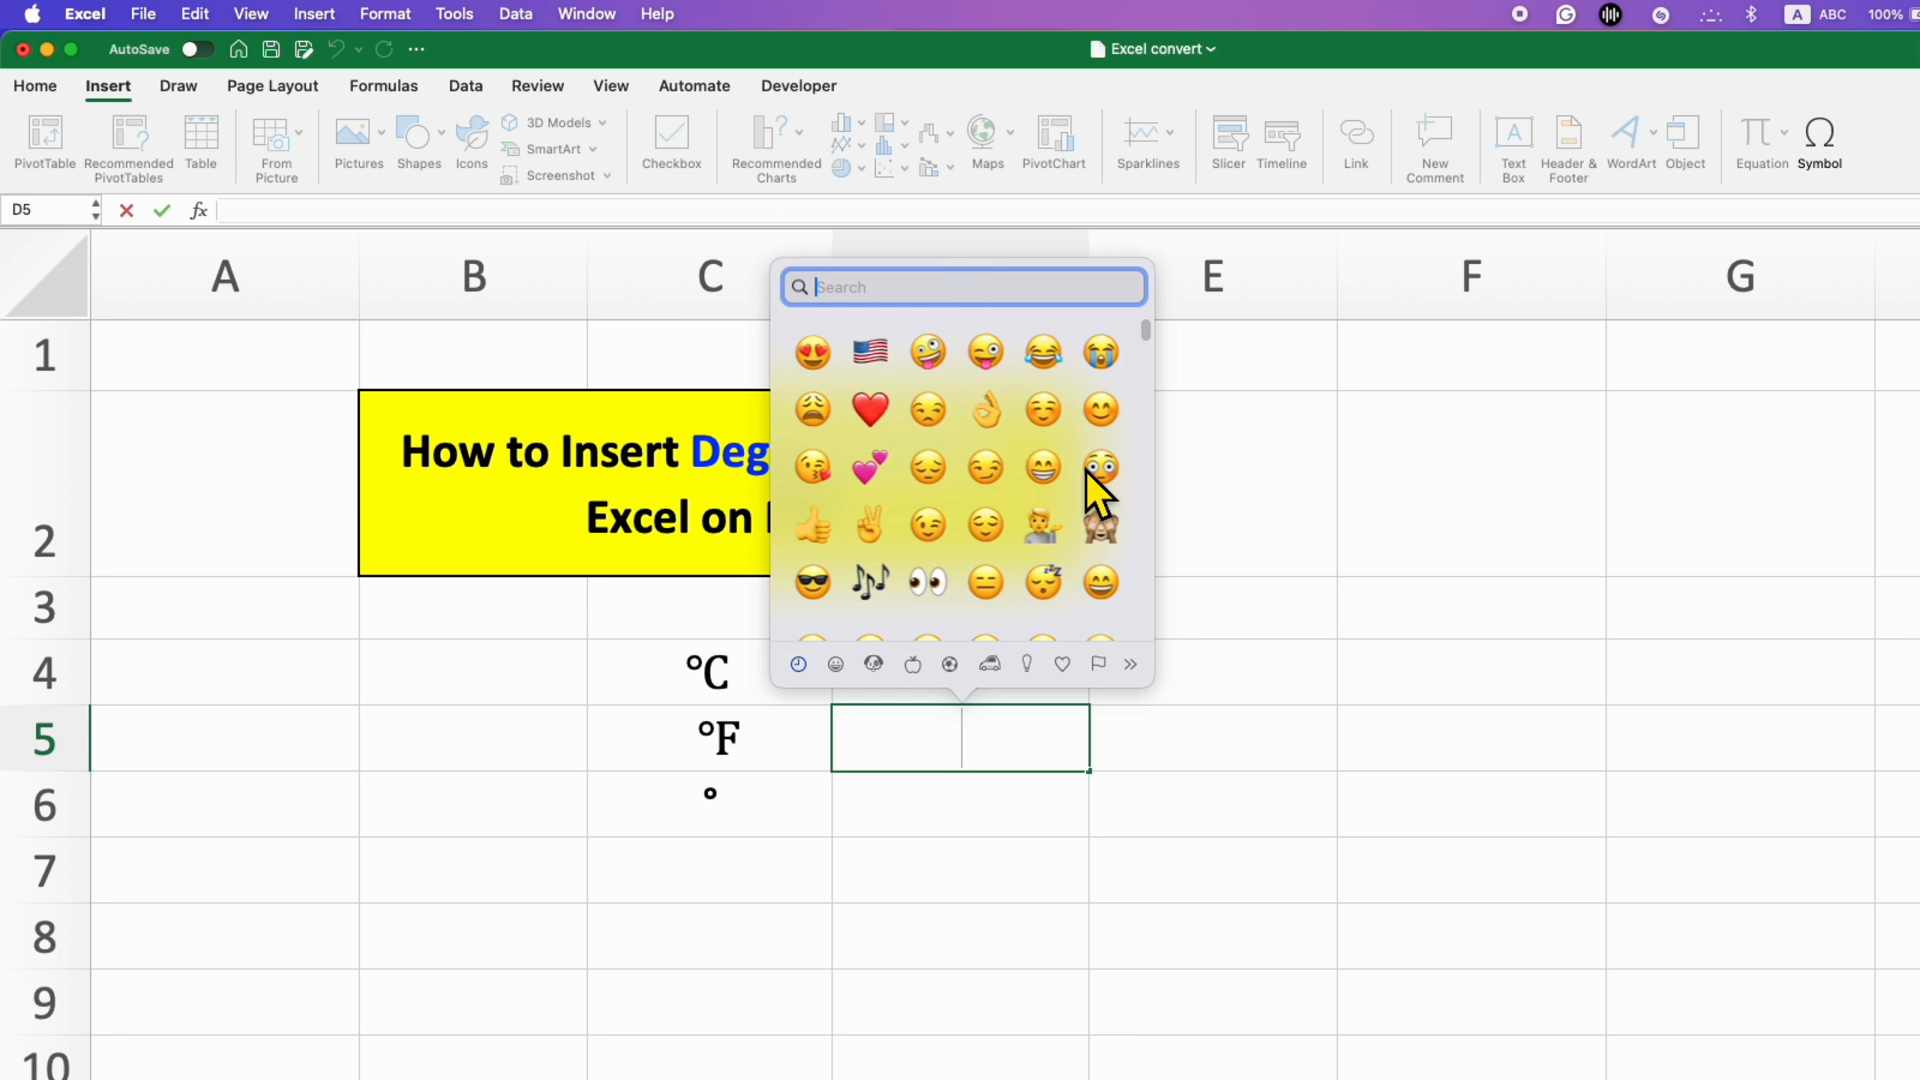 Excel File Edit View Insert Format Tools Data Window Help A ABC 100%
AutoSave Excel convert
Home Insert Draw Page Layout Formulas Data Review View Automate Developer
PivotTable
Recommended
PivotTables
Table
From
Picture
Pictures
Shapes
Icons
3D Models
SmartArt
Screenshot
Checkbox
Recommended
Charts
Maps
PivotChart
Sparklines
Slicer
Timeline
Link
New
Comment
Text
Box
Header &
Footer
WordArt
Object
Equation
Symbol
D5 fx
A B C E F G
Search
1
How to Insert Deg
Excel on
2
3
4 °C
5 °F
6 °
7
8
9
10